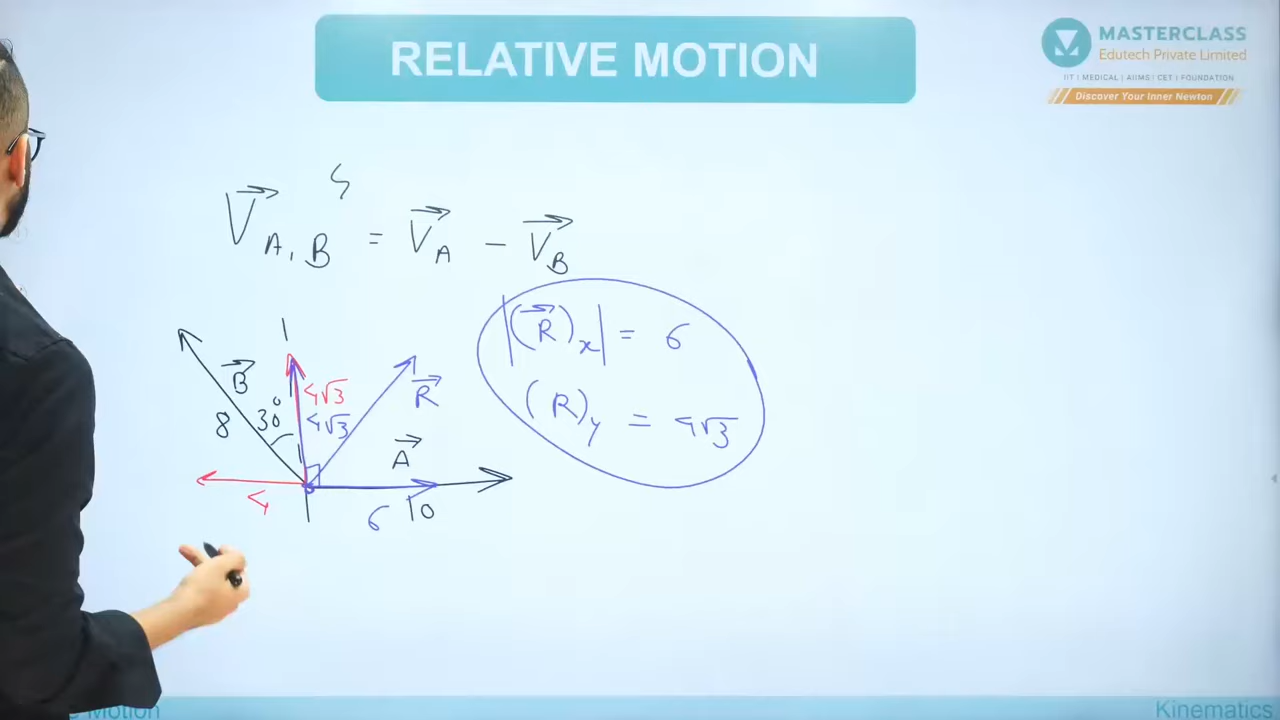 RELATIVE MOTION
MASTERCLASS
Edutech Private Limited
IIT | MEDICAL | AIIMS | CET | FOUNDATION
Discover Your Inner Newton
V⃗ A, B = V⃗ A − V⃗ B
|(R⃗)x| = 6
(R)y = 4√3
B⃗
8
30°
4√3
4√3
R⃗
A⃗
4
6
10
Motion
Kinematics